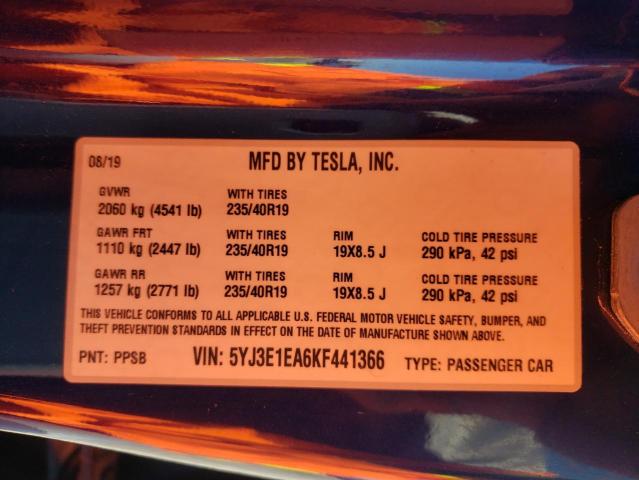 08/19 MFD BY TESLA, INC.
GVWR WITH TIRES
2060 kg (4541 lb) 235/40R19
GAWR FRT WITH TIRES RIM COLD TIRE PRESSURE
1110 kg (2447 lb) 235/40R19 19X8.5 J 290 kPa, 42 psi
GAWR RR WITH TIRES RIM COLD TIRE PRESSURE
1257 kg (2771 lb) 235/40R19 19X8.5 J 290 kPa, 42 psi
THIS VEHICLE CONFORMS TO ALL APPLICABLE U.S. FEDERAL MOTOR VEHICLE SAFETY, BUMPER, AND
THEFT PREVENTION STANDARDS IN EFFECT ON THE DATE OF MANUFACTURE SHOWN ABOVE.
PNT: PPSB VIN: 5YJ3E1EA6KF441366 TYPE: PASSENGER CAR